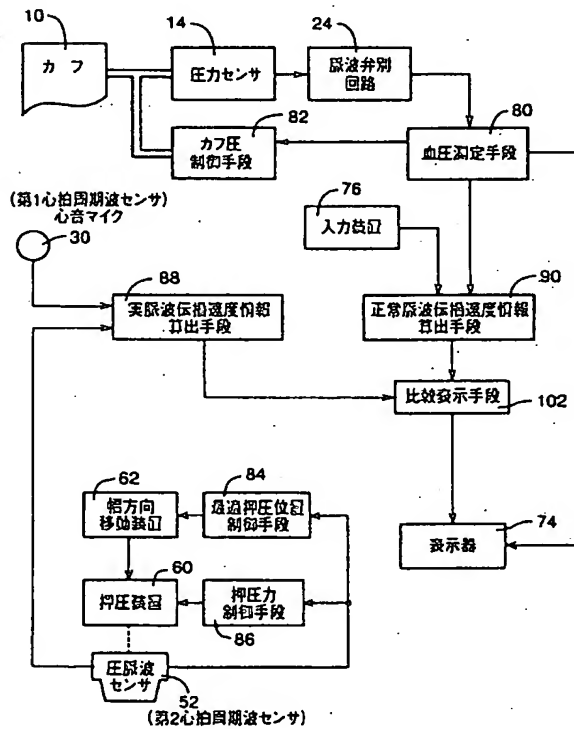 10
カフ
14
圧力センサ
24
脈波弁別
回路
82
カフ圧
制御手段
80
血圧測定手段
(第1心拍周期波センサ)
心音マイク
30
76
入力装置
88
実脈波伝播速度情報
算出手段
90
正常脈波伝播速度情報
算出手段
比較表示手段
102
62
幅方向
移動装置
84
最適押圧位置
制御手段
74
表示器
60
押圧装置
押圧力
制御手段
86
圧脈波
センサ
52
(第2心拍周期波センサ)